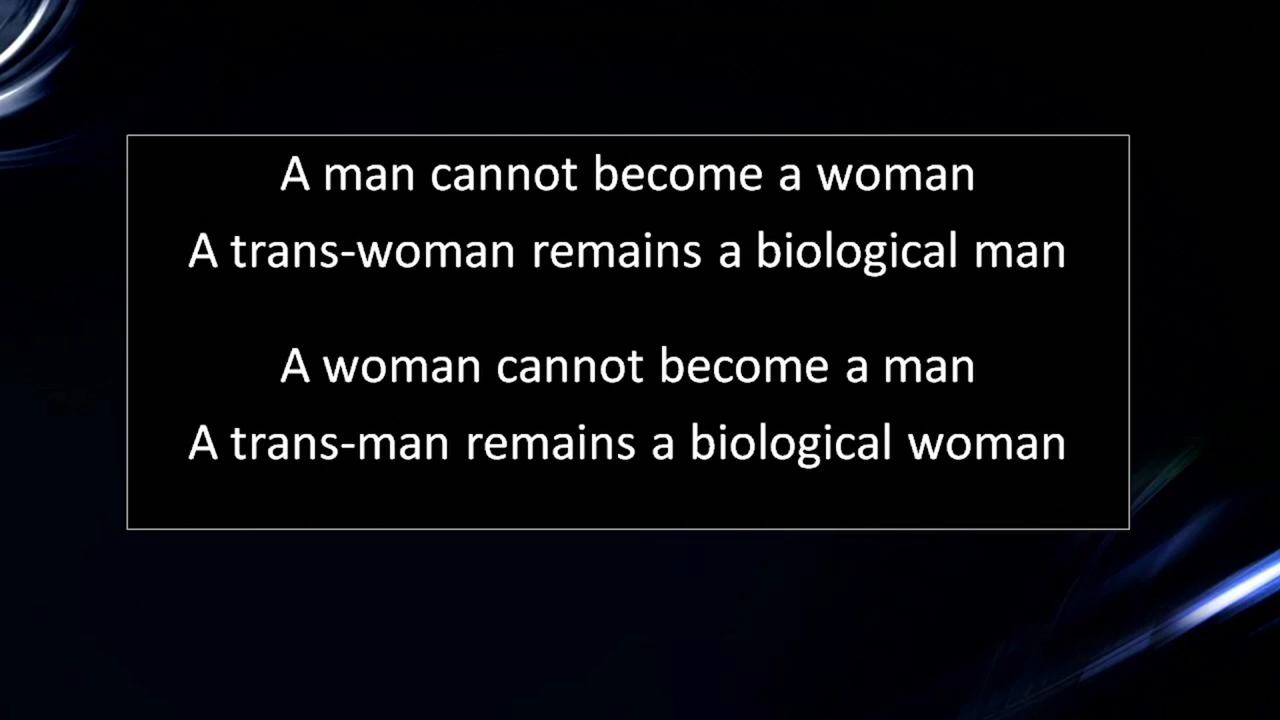 A man cannot become a woman
A trans-woman remains a biological man
A woman cannot become a man
A trans-man remains a biological woman